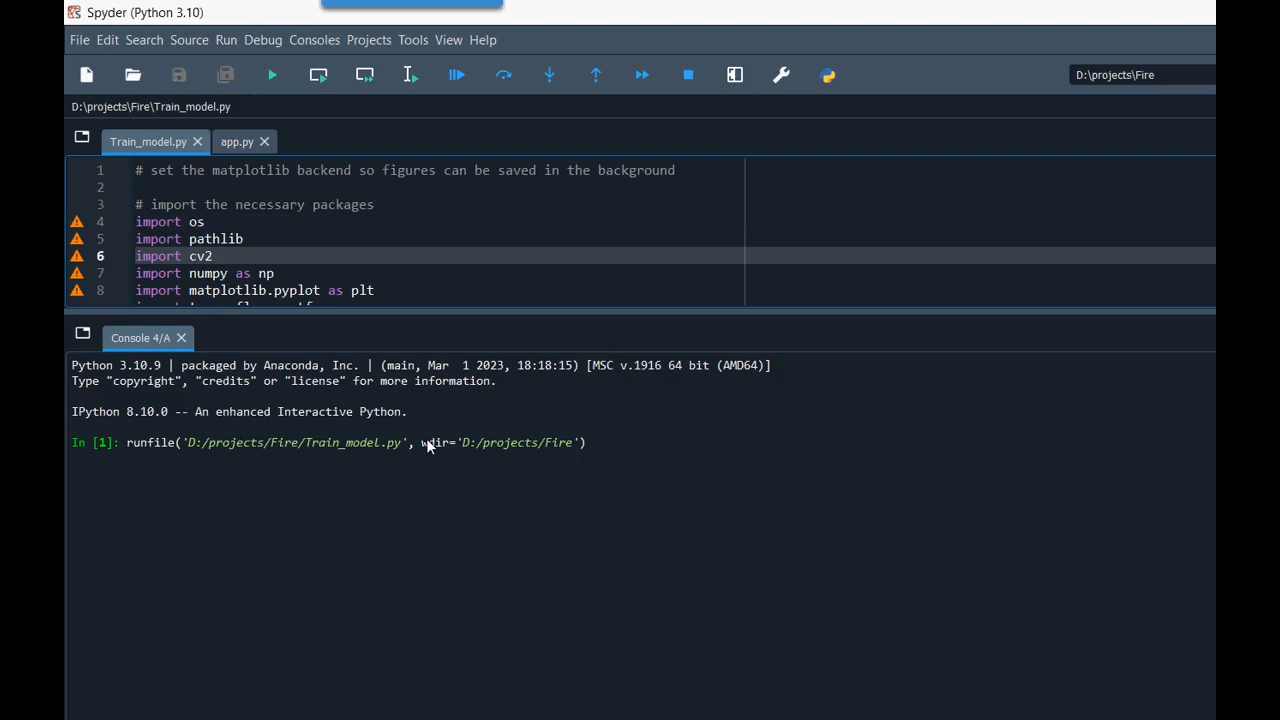 Spyder (Python 3.10)
File Edit Search Source Run Debug Consoles Projects Tools View Help
D:\projects\Fire
D:\projects\Fire\Train_model.py
Train_model.py app.py
1 # set the matplotlib backend so figures can be saved in the background
2
3 # import the necessary packages
4 import os
5 import pathlib
6 import cv2
7 import numpy as np
8 import matplotlib.pyplot as plt
Console 4/A
Python 3.10.9 | packaged by Anaconda, Inc. | (main, Mar  1 2023, 18:18:15) [MSC v.1916 64 bit (AMD64)]
Type "copyright", "credits" or "license" for more information.
IPython 8.10.0 -- An enhanced Interactive Python.
In [1]: runfile('D:/projects/Fire/Train_model.py', wdir='D:/projects/Fire')